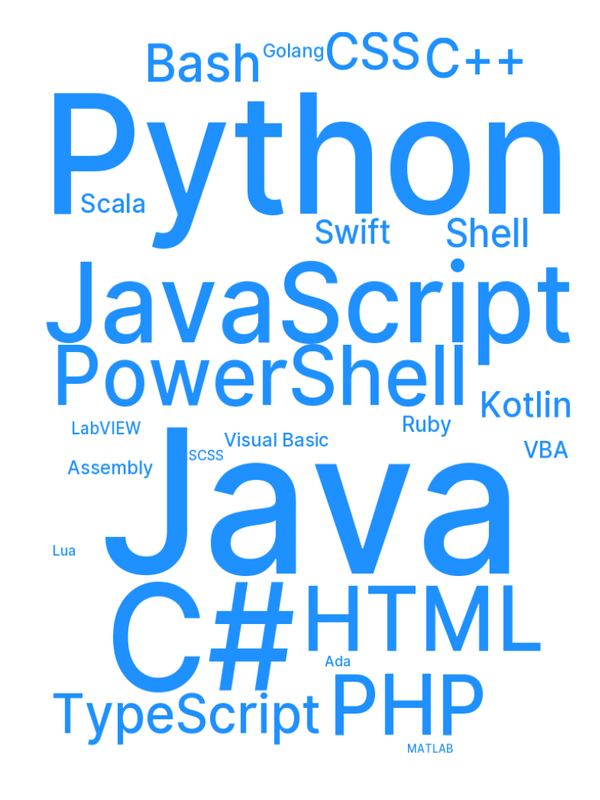 Bash Golang CSS C++
Python
Scala
Swift Shell
JavaScript
PowerShell
Kotlin
LabVIEW Visual Basic Ruby
VBA
Assembly SCSS
Java
Lua
C# HTML
Ada
TypeScript PHP
MATLAB